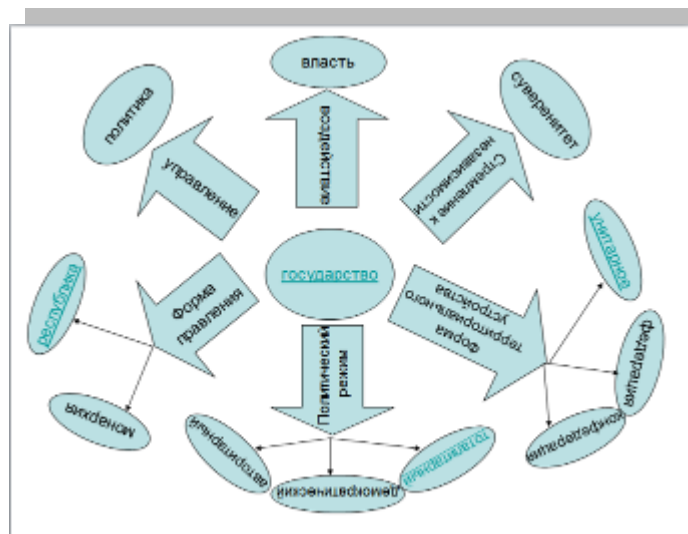 власть
политика
суверенитет
воздействие
управление
Стремление к
независимости
государство
унитарное
республика
Форма
правления
Форма
территориального
устройства
федерация
Политический
режим
монархия
конфедерация
авторитарный
тоталитарный
демократический